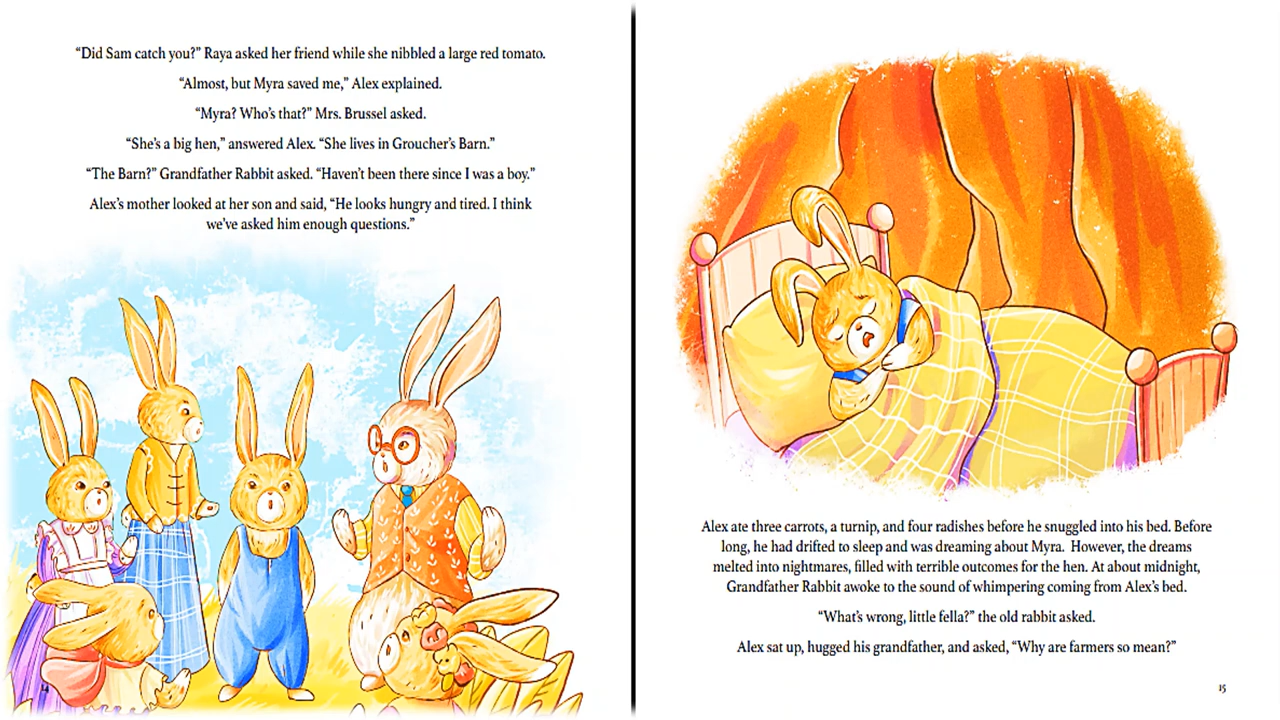 “Did Sam catch you?” Raya asked her friend while she nibbled a large red tomato.
“Almost, but Myra saved me,” Alex explained.
“Myra? Who’s that?” Mrs. Brussel asked.
“She’s a big hen,” answered Alex. “She lives in Groucher’s Barn.”
“The Barn?” Grandfather Rabbit asked. “Haven’t been there since I was a boy.”
Alex’s mother looked at her son and said, “He looks hungry and tired. I think
we’ve asked him enough questions.”
Alex ate three carrots, a turnip, and four radishes before he snuggled into his bed. Before
long, he had drifted to sleep and was dreaming about Myra. However, the dreams
melted into nightmares, filled with terrible outcomes for the hen. At about midnight,
Grandfather Rabbit awoke to the sound of whimpering coming from Alex’s bed.
“What’s wrong, little fella?” the old rabbit asked.
Alex sat up, hugged his grandfather, and asked, “Why are farmers so mean?”
15